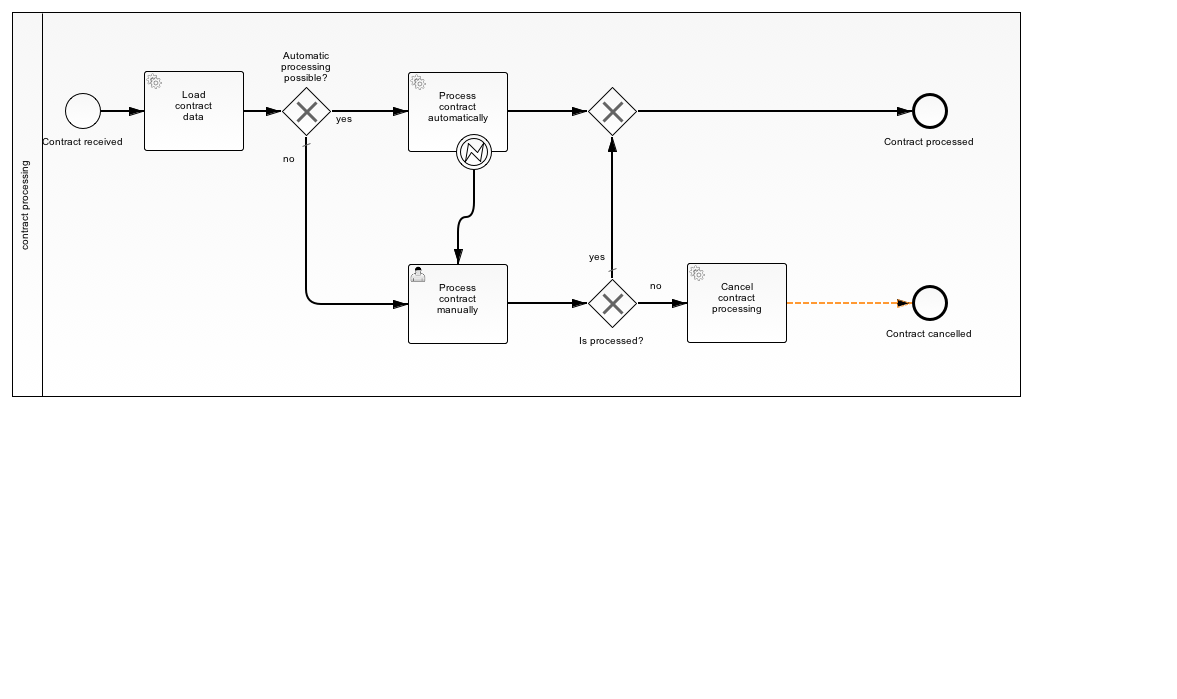 contract processing
Contract received
Load
contract
data
Automatic
processing
possible?
yes
no
Process
contract
automatically
Contract processed
Process
contract
manually
yes
Is processed?
no
Cancel
contract
processing
Contract cancelled